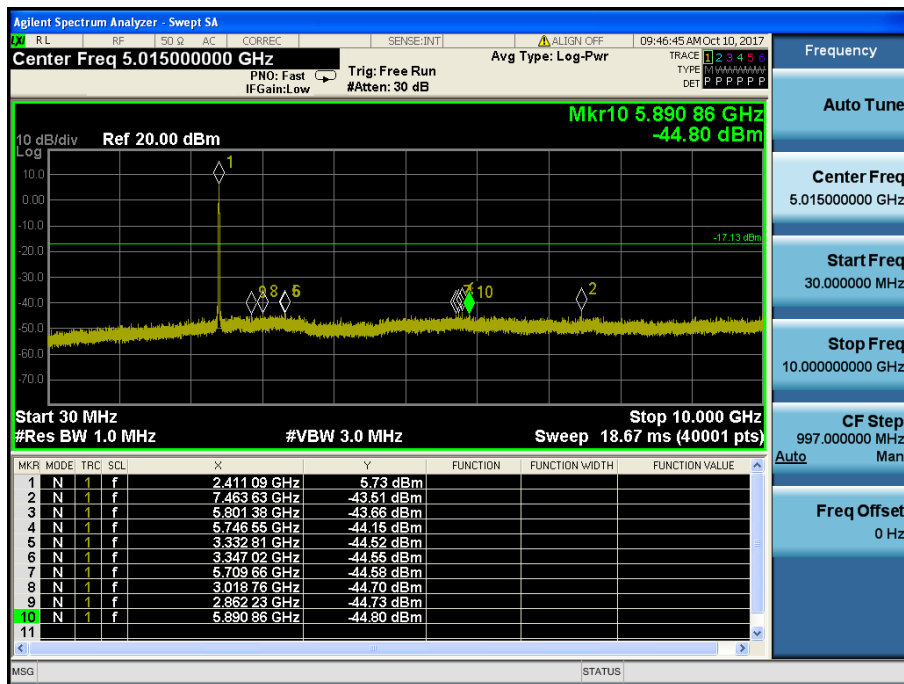 Agilent Spectrum Analyzer - Swept SA
LXI RL RF 50 Ω AC CORREC SENSE:INT ALIGN OFF 09:46:45 AM Oct 10, 2017
Center Freq 5.015000000 GHz
PNO: Fast
IFGain:Low
Trig: Free Run
#Atten: 30 dB
Avg Type: Log-Pwr
TRACE 1 2 3 4 5 6
TYPE M WWWWW
DET P P P P P P
Mkr10 5.890 86 GHz
-44.80 dBm
10 dB/div Ref 20.00 dBm
Log
10.0
0.00
-10.0
-20.0
-30.0
-40.0
-50.0
-60.0
-70.0
1
-17.13 dBm
9 8 6 7 10 2
Start 30 MHz Stop 10.000 GHz
#Res BW 1.0 MHz #VBW 3.0 MHz Sweep 18.67 ms (40001 pts)
MKR MODE TRC SCL X Y FUNCTION FUNCTION WIDTH FUNCTION VALUE
1 N 1 f 2.411 09 GHz 5.73 dBm
2 N 1 f 7.463 63 GHz -43.51 dBm
3 N 1 f 5.801 38 GHz -43.66 dBm
4 N 1 f 5.746 55 GHz -44.15 dBm
5 N 1 f 3.332 81 GHz -44.52 dBm
6 N 1 f 3.347 02 GHz -44.55 dBm
7 N 1 f 5.709 66 GHz -44.58 dBm
8 N 1 f 3.018 76 GHz -44.70 dBm
9 N 1 f 2.862 23 GHz -44.73 dBm
10 N 1 f 5.890 86 GHz -44.80 dBm
11
MSG STATUS
Frequency
Auto Tune
Center Freq
5.015000000 GHz
Start Freq
30.000000 MHz
Stop Freq
10.000000000 GHz
CF Step
997.000000 MHz
Auto Man
Freq Offset
0 Hz